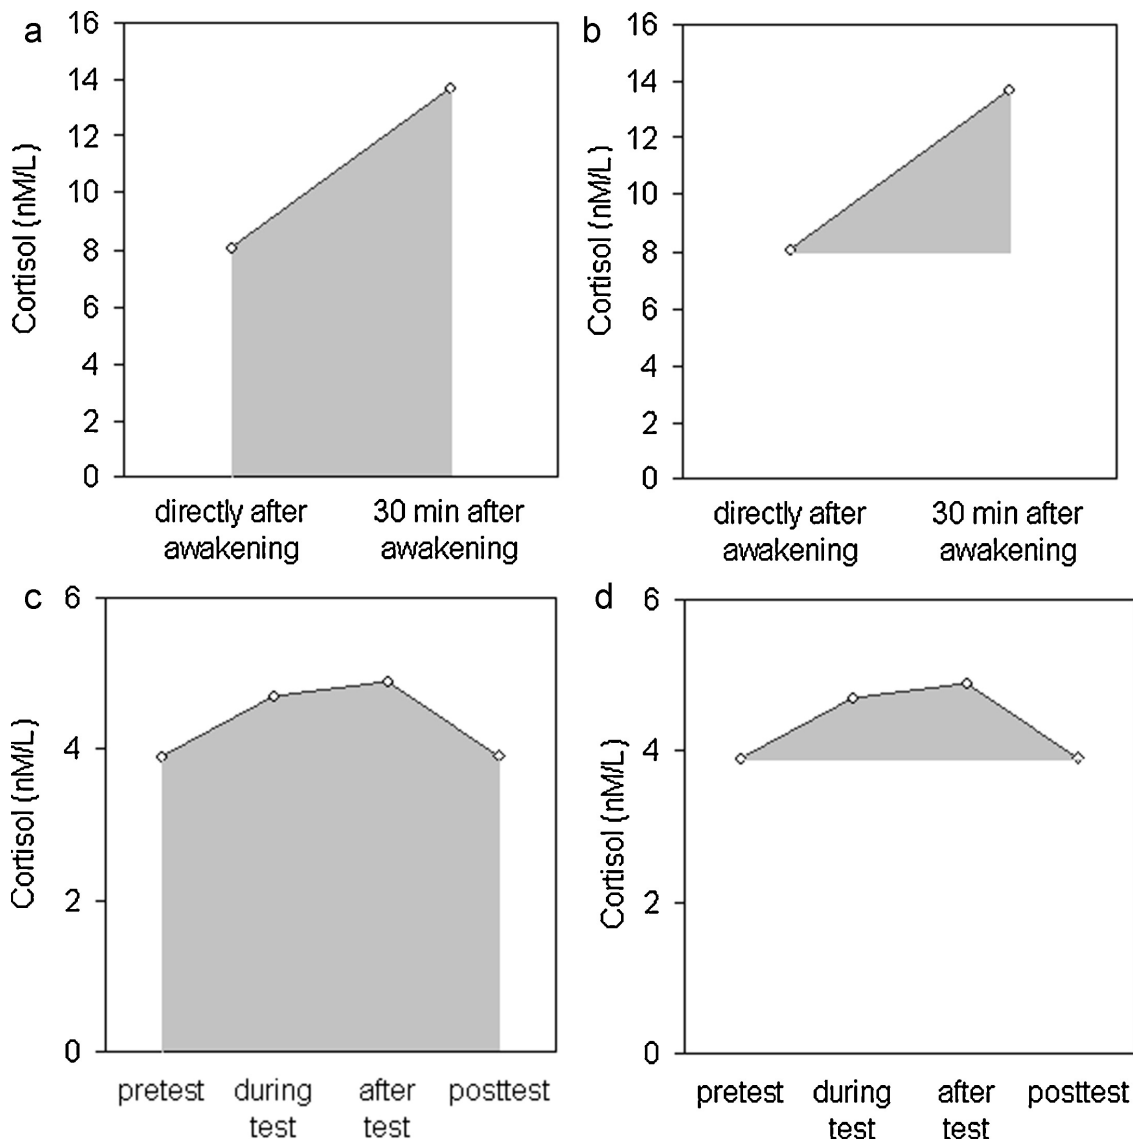 a
16
14
12
10
8
6
4
2
0
Cortisol (nM/L)
directly after
awakening
30 min after
awakening
b
16
14
12
10
8
6
4
2
0
Cortisol (nM/L)
directly after
awakening
30 min after
awakening
c
6
4
2
0
Cortisol (nM/L)
pretest
during
test
after
test
posttest
d
6
4
2
0
Cortisol (nM/L)
pretest
during
test
after
test
posttest